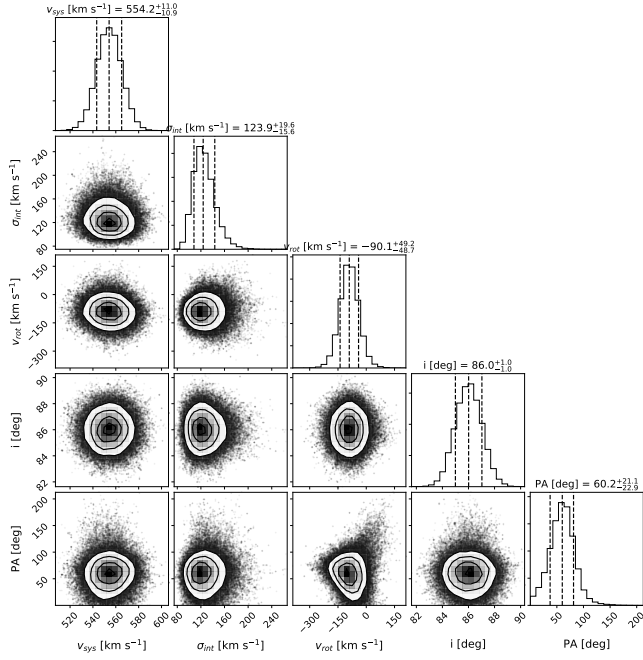 v_sys [km s⁻¹] = 554.2 +11.0 −10.9
σ_int [km s⁻¹] = 123.9 +19.6 −15.6
240
200
160
120
80
σ_int [km s⁻¹]
v_rot [km s⁻¹] = −90.1 +49.2 −48.7
150
0
−150
−300
v_rot [km s⁻¹]
i [deg] = 86.0 +1.0 −1.0
90
88
86
84
82
i [deg]
PA [deg] = 60.2 +21.1 −22.9
200
150
100
50
PA [deg]
520 560 580 600 80 120 160 200 240 −300 −150 0 150 82 84 86 88 90 50 100 150 200
v_sys [km s⁻¹] σ_int [km s⁻¹] v_rot [km s⁻¹] i [deg] PA [deg]